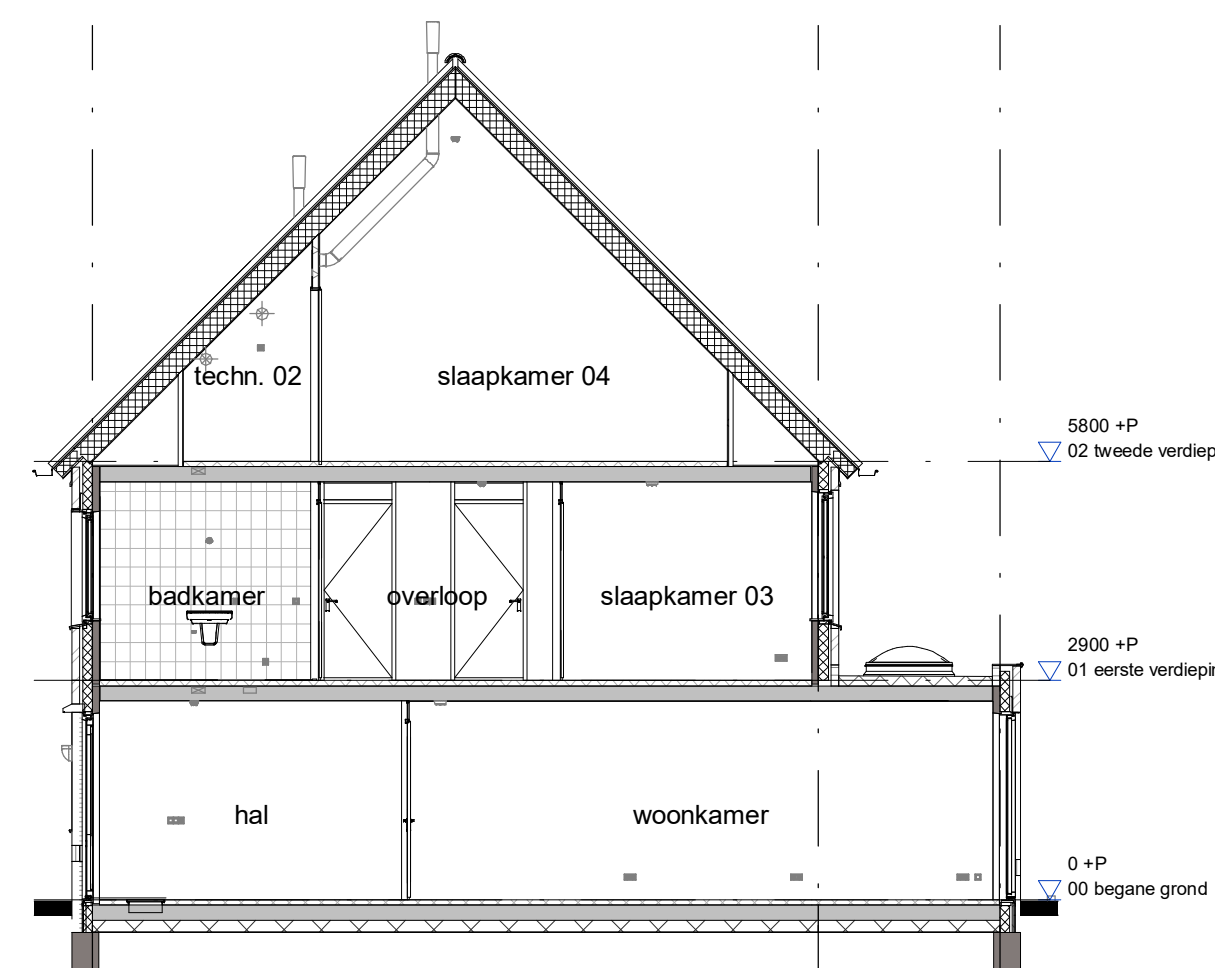 techn. 02
slaapkamer 04
5800 +P
02 tweede verdiep
badkamer
overloop
slaapkamer 03
2900 +P
01 eerste verdiepi
hal
woonkamer
0 +P
00 begane grond